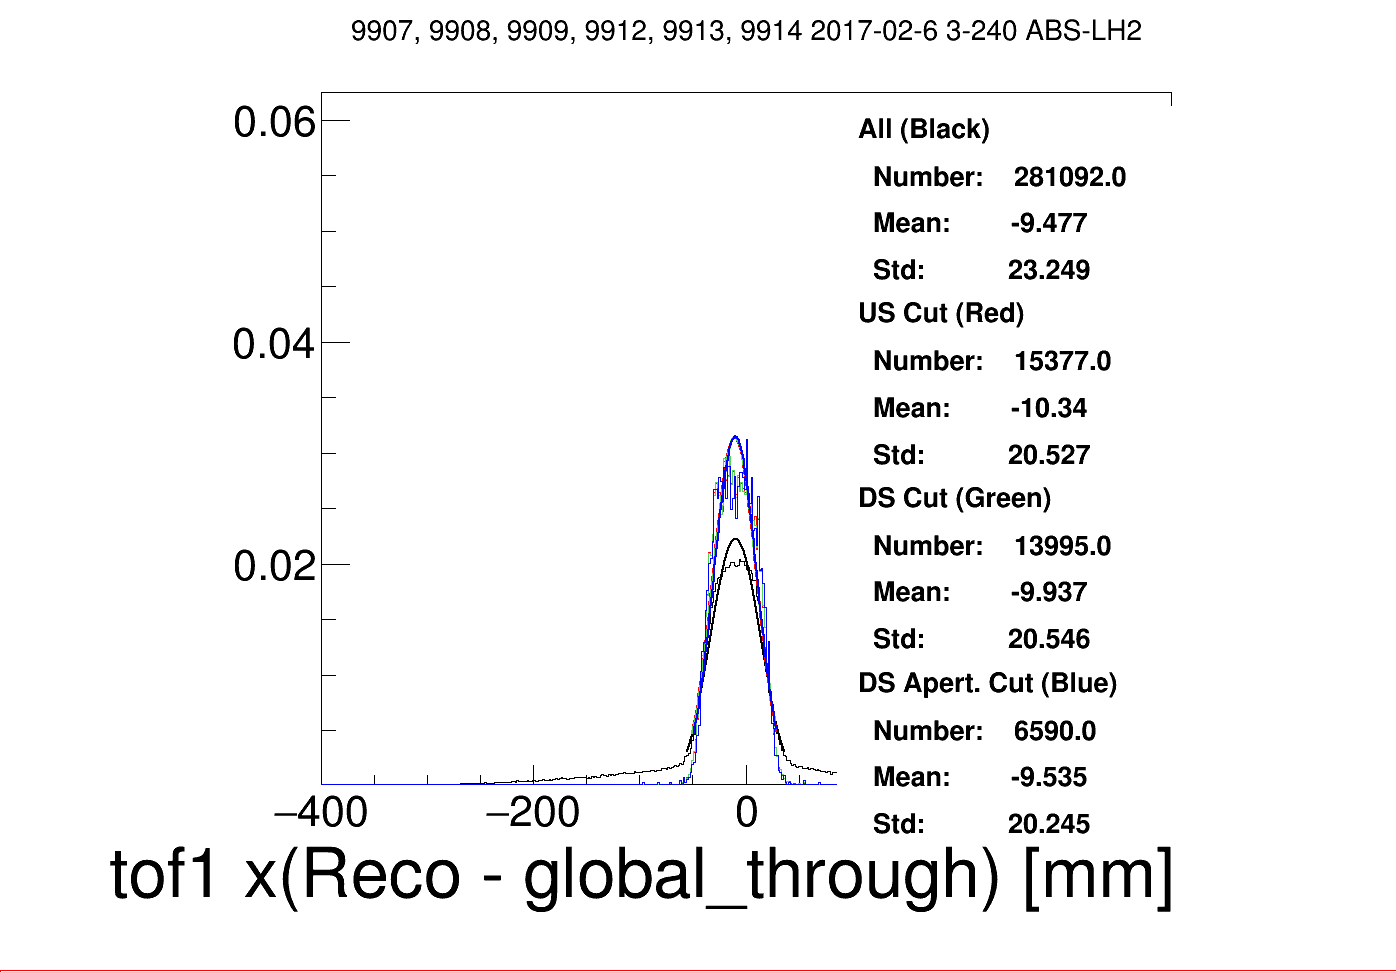 9907, 9908, 9909, 9912, 9913, 9914 2017-02-6 3-240 ABS-LH2
0.06
0.04
0.02
−400 −200 0
All (Black)
Number: 281092.0
Mean: -9.477
Std: 23.249
US Cut (Red)
Number: 15377.0
Mean: -10.34
Std: 20.527
DS Cut (Green)
Number: 13995.0
Mean: -9.937
Std: 20.546
DS Apert. Cut (Blue)
Number: 6590.0
Mean: -9.535
Std: 20.245
tof1 x(Reco - global_through) [mm]